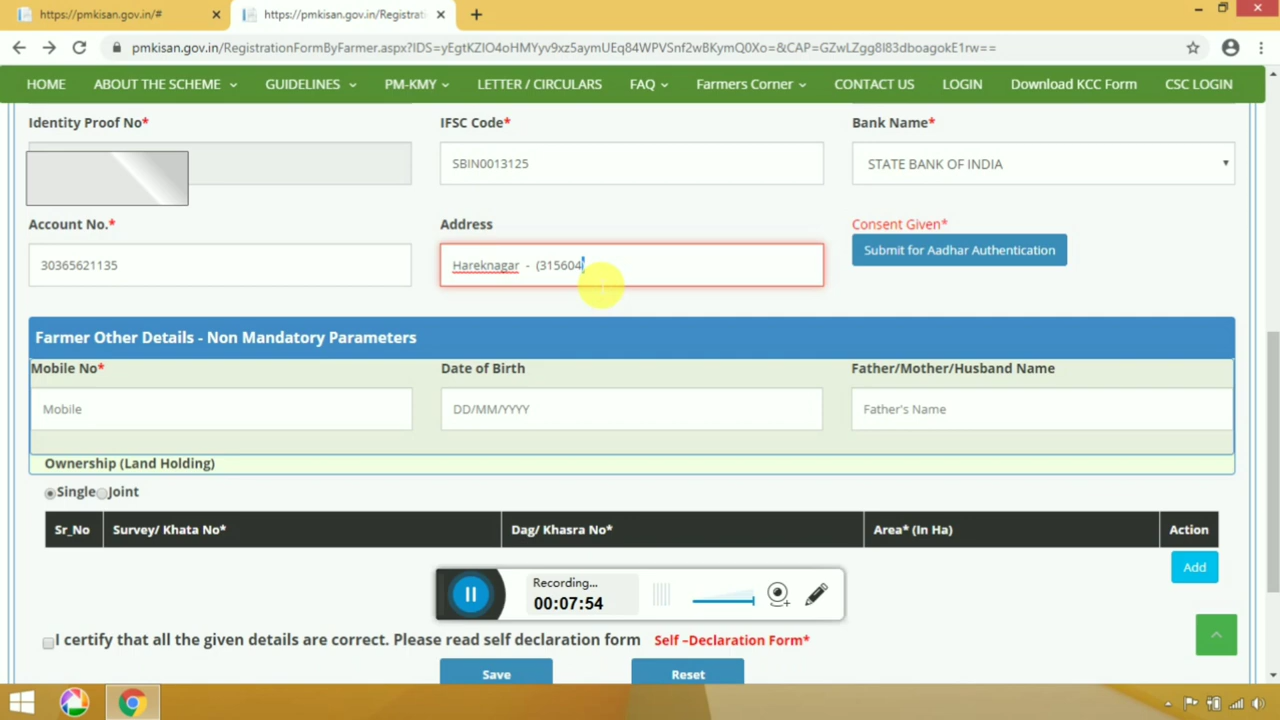 https://pmkisan.gov.in/#
https://pmkisan.gov.in/Registrati
pmkisan.gov.in/RegistrationFormByFarmer.aspx?IDS=yEgtKZIO4oHMYyv9xz5aymUEq84WPVSnf2wBKymQ0Xo=&CAP=GZwLZgg8l83dboagokE1rw==
HOME ABOUT THE SCHEME GUIDELINES PM-KMY LETTER / CIRCULARS FAQ Farmers Corner CONTACT US LOGIN Download KCC Form CSC LOGIN
Identity Proof No* IFSC Code* Bank Name*
SBIN0013125 STATE BANK OF INDIA
Account No.* Address Consent Given*
Submit for Aadhar Authentication
30365621135 Hareknagar - (315604)
Farmer Other Details - Non Mandatory Parameters
Mobile No* Date of Birth Father/Mother/Husband Name
Mobile DD/MM/YYYY Father's Name
Ownership (Land Holding)
Single Joint
Sr_No Survey/ Khata No* Dag/ Khasra No* Area* (In Ha) Action
Add
Recording...
00:07:54
I certify that all the given details are correct. Please read self declaration form Self –Declaration Form*
Save Reset